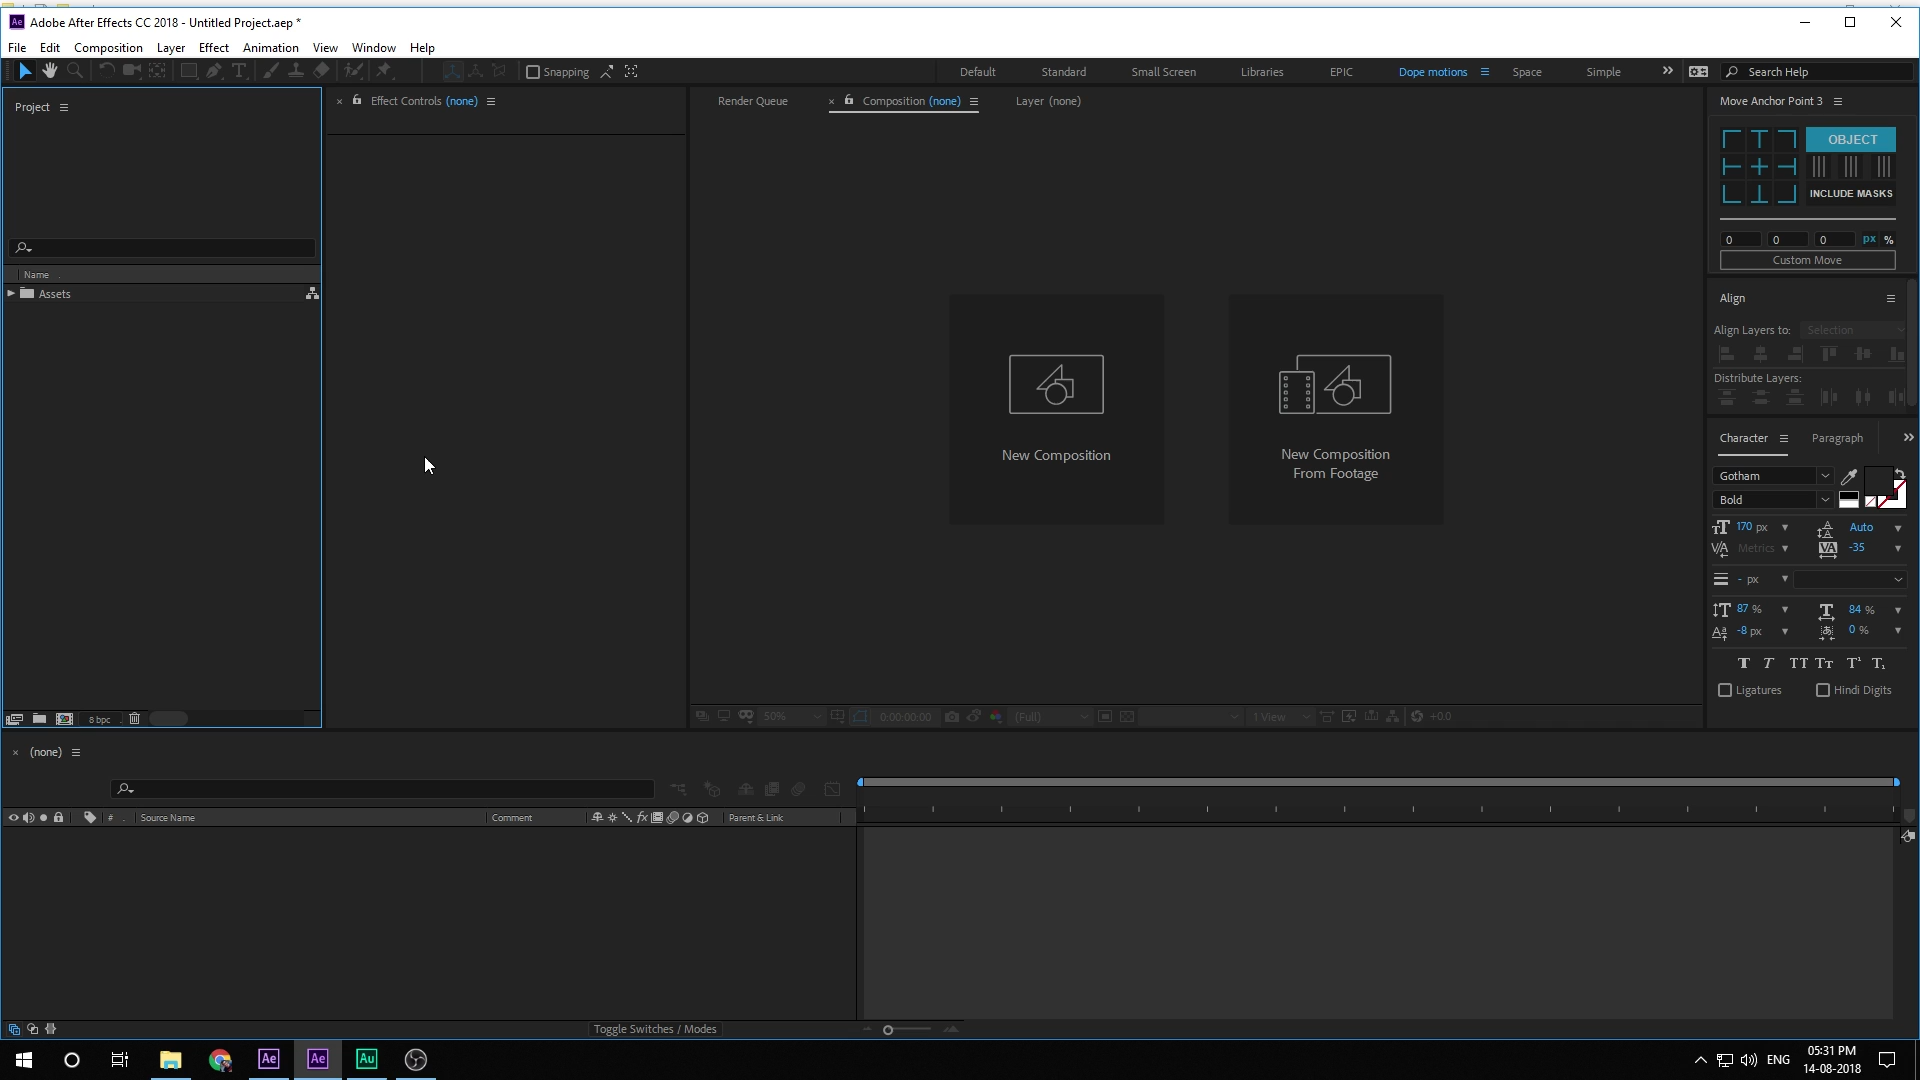 Ae Adobe After Effects CC 2018 - Untitled Project.aep *
File Edit Composition Layer Effect Animation View Window Help
Snapping Default Standard Small Screen Libraries EPIC Dope motions Space Simple Search Help
Project
Effect Controls (none)
Render Queue Composition (none) Layer (none)
Move Anchor Point 3
OBJECT
INCLUDE MASKS
0 0 0 px %
Custom Move
Name
Assets
Align
Align Layers to: Selection
Distribute Layers:
New Composition
New Composition
From Footage
Character Paragraph
Gotham
Bold
170 px Auto
Metrics -35
- px
87 % 84 %
-8 px 0 %
Ligatures Hindi Digits
8 bpc
50% 0:00:00:00 (Full) 1 View +0.0
(none)
# Source Name Comment Parent & Link
Toggle Switches / Modes
Ae Ae Au
ENG 05:31 PM
14-08-2018